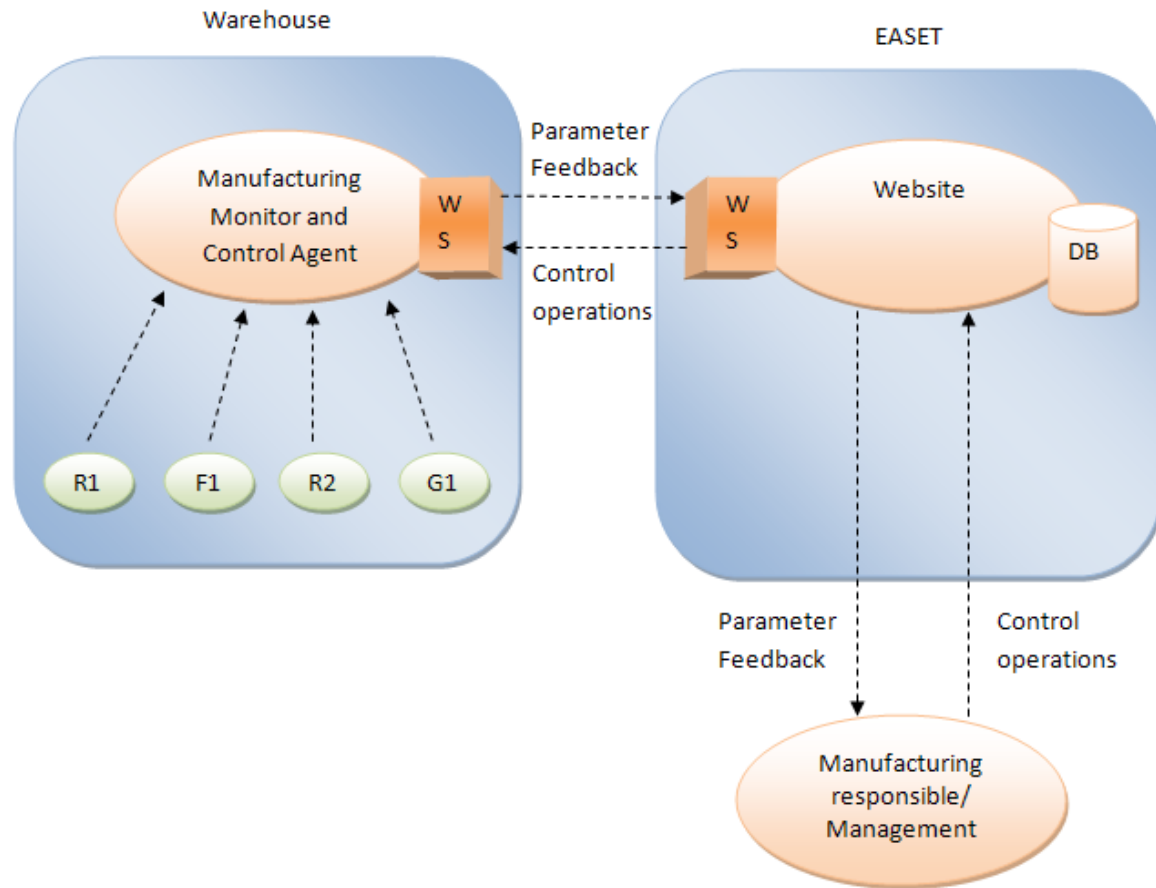 Warehouse
EASET
Manufacturing
Monitor and
Control Agent
W
S
Parameter
Feedback
Control
operations
W
S
Website
DB
R1
F1
R2
G1
Parameter
Feedback
Control
operations
Manufacturing
responsible/
Management